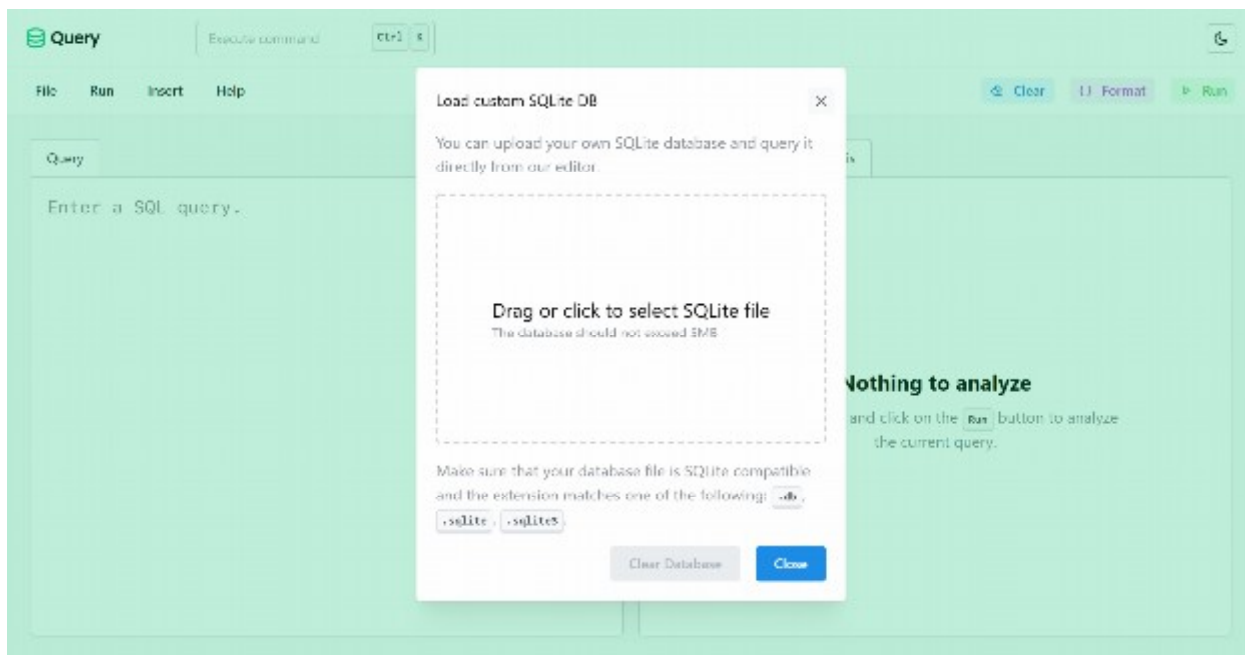 Query
Execute command
Ctrl K
File Run Insert Help
Clear Format Run
Load custom SQLite DB
You can upload your own SQLite database and query it
directly from our editor.
Query
Enter a SQL query.
Drag or click to select SQLite file
The database should not exceed 5MB
Nothing to analyze
and click on the Run button to analyze
the current query.
Make sure that your database file is SQLite compatible
and the extension matches one of the following: .db,
.sqlite, .sqlite3.
Clear Database Close